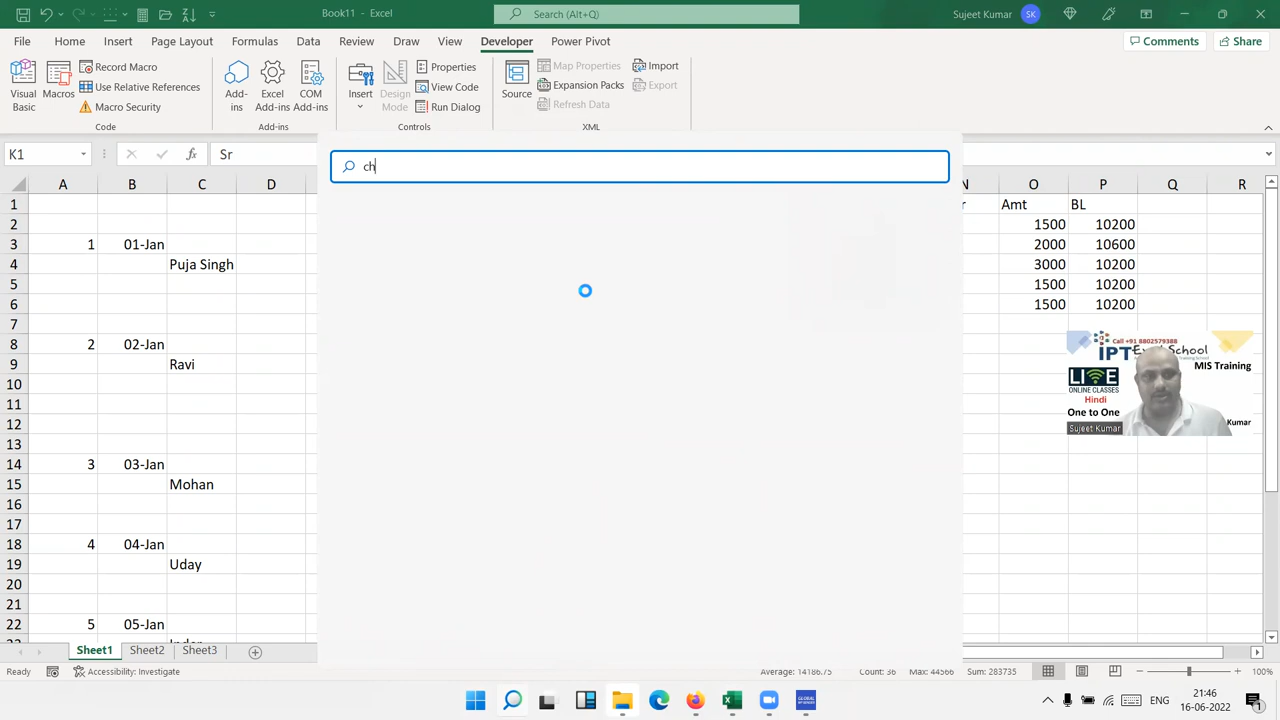 Book11 - Excel
Search (Alt+Q)
Sujeet Kumar
SK
File Home Insert Page Layout Formulas Data Review Draw View Developer Power Pivot
Comments Share
Visual Basic
Macros
Record Macro
Use Relative References
Macro Security
Code
Add-ins
Excel Add-ins
COM Add-ins
Add-ins
Insert
Design Mode
Properties
View Code
Run Dialog
Controls
Source
Map Properties
Expansion Packs
Refresh Data
Import
Export
XML
K1
fx
Sr
ch
A B C D N O P Q R
1 Amt BL
2 1500 10200
3 1 01-Jan 2000 10600
4 Puja Singh 3000 10200
5 1500 10200
6 1500 10200
7
8 2 02-Jan
9 Ravi
10
11
12
13
14 3 03-Jan
15 Mohan
16
17
18 4 04-Jan
19 Uday
20
21
22 5 05-Jan
Call +91 8802579388
MIS Training
LIVE
ONLINE CLASSES
Hindi
One to One
Kumar
Sujeet Kumar
Sheet1 Sheet2 Sheet3
Ready Accessibility: Investigate Average: 14186.75 Count: 36 Max: 44566 Sum: 283735 100%
ENG
21:46
16-06-2022
1